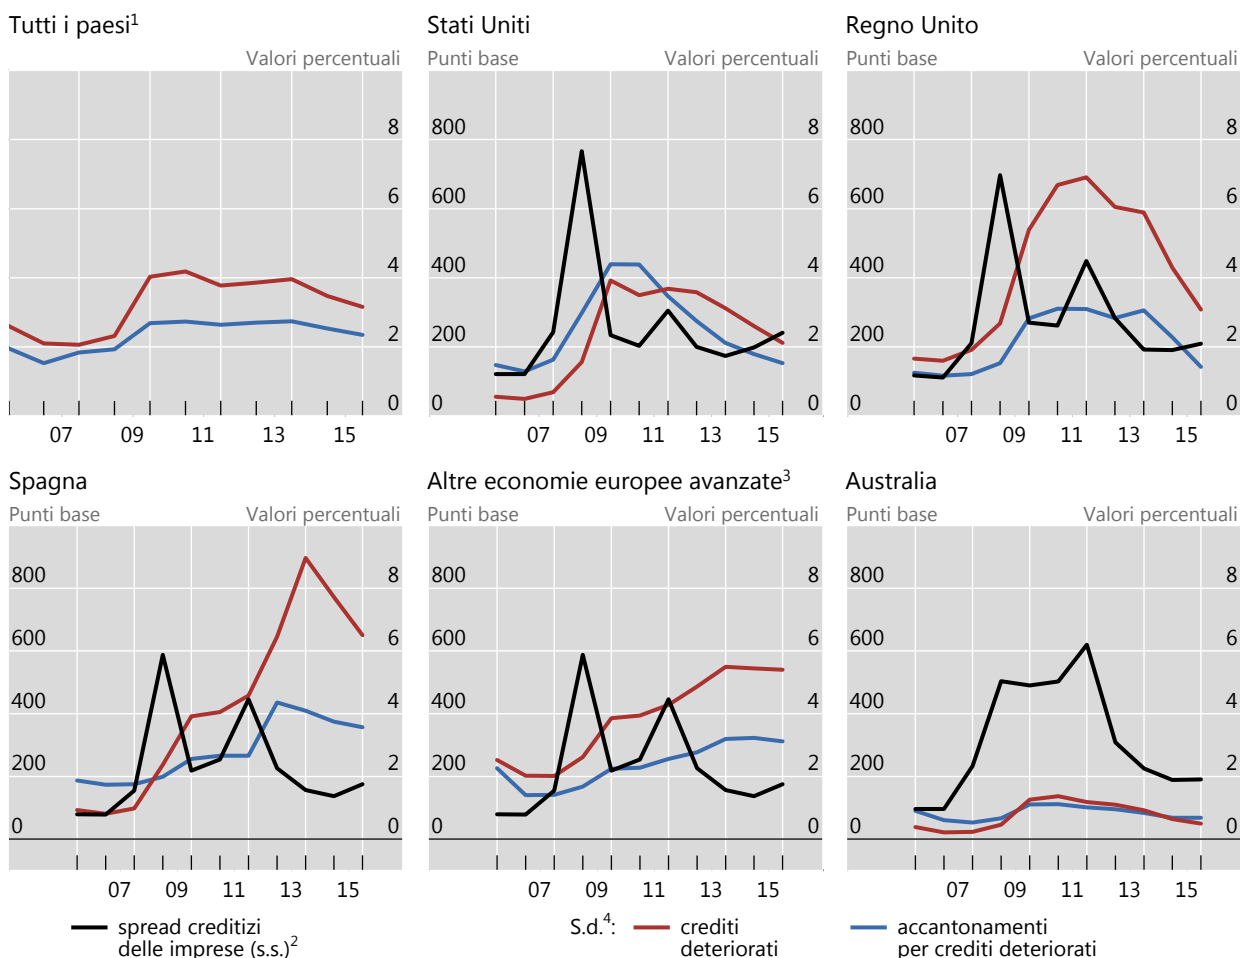 Tutti i paesi1
Stati Uniti
Regno Unito
Valori percentuali
Punti base
Valori percentuali
Punti base
Valori percentuali
8
6
4
2
0
07 09 11 13 15
800
600
400
200
0
8
6
4
2
0
07 09 11 13 15
800
600
400
200
0
8
6
4
2
0
07 09 11 13 15
Spagna
Altre economie europee avanzate3
Australia
Punti base
Valori percentuali
Punti base
Valori percentuali
Punti base
Valori percentuali
800
600
400
200
0
8
6
4
2
0
07 09 11 13 15
800
600
400
200
0
8
6
4
2
0
07 09 11 13 15
800
600
400
200
0
8
6
4
2
0
07 09 11 13 15
spread creditizi
delle imprese (s.s.)2
S.d.4:
crediti
deteriorati
accantonamenti
per crediti deteriorati